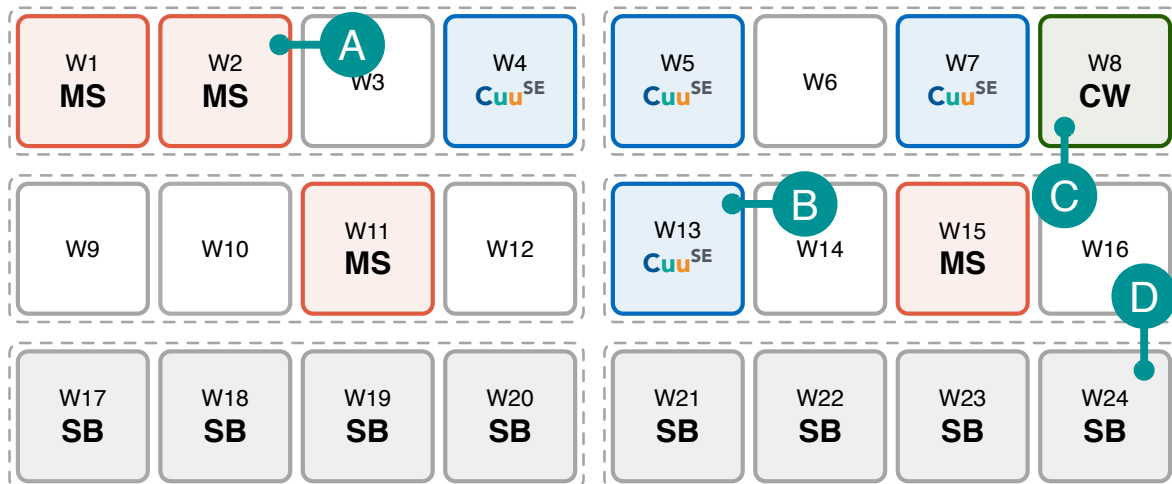 W1
MS
W2
MS
A
W3
W4
CuuSE
W5
CuuSE
W6
W7
CuuSE
W8
CW
C
W9
W10
W11
MS
W12
W13
CuuSE
B
W14
W15
MS
W16
D
W17
SB
W18
SB
W19
SB
W20
SB
W21
SB
W22
SB
W23
SB
W24
SB